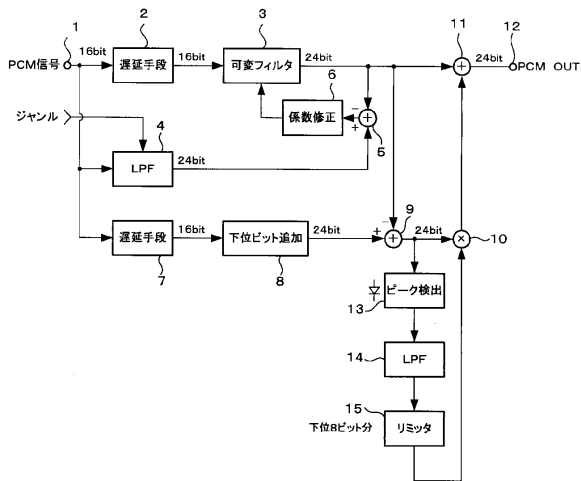 1
2
3
11
12
16bit
16bit
24bit
24bit
PCM信号
遅延手段
可変フィルタ
PCM OUT
6
係数修正
−
+
5
ジャンル
4
LPF
24bit
−
9
16bit
24bit
+
24bit
遅延手段
下位ビット追加
10
7
8
ピーク検出
13
14
LPF
15
下位8ビット分
リミッタ